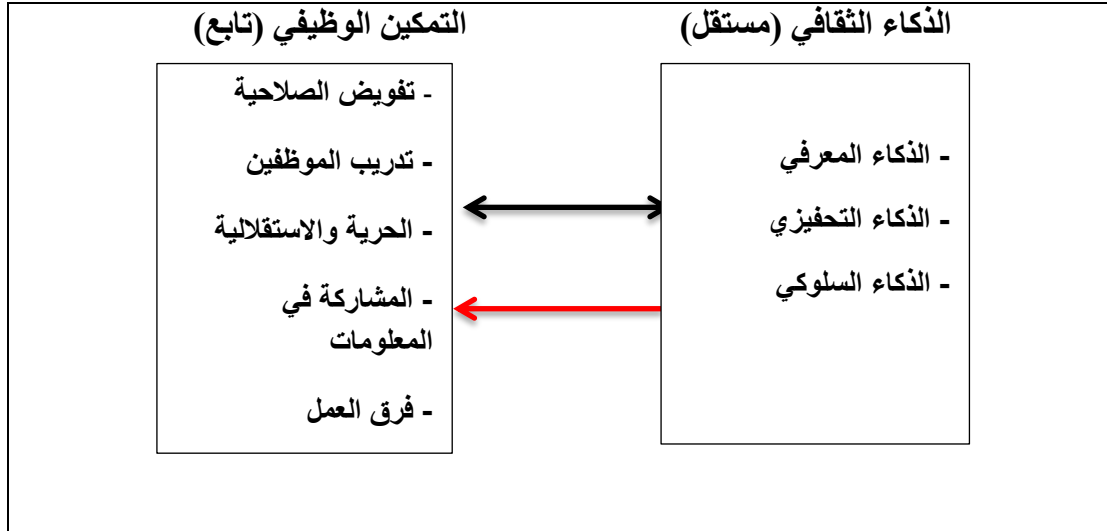 الذكاء الثقافي (مستقل)
- الذكاء المعرفي
- الذكاء التحفيزي
- الذكاء السلوكي
التمكين الوظيفي (تابع)
- تفويض الصلاحية
- تدريب الموظفين
- الحرية والاستقلالية
- المشاركة في
المعلومات
- فرق العمل